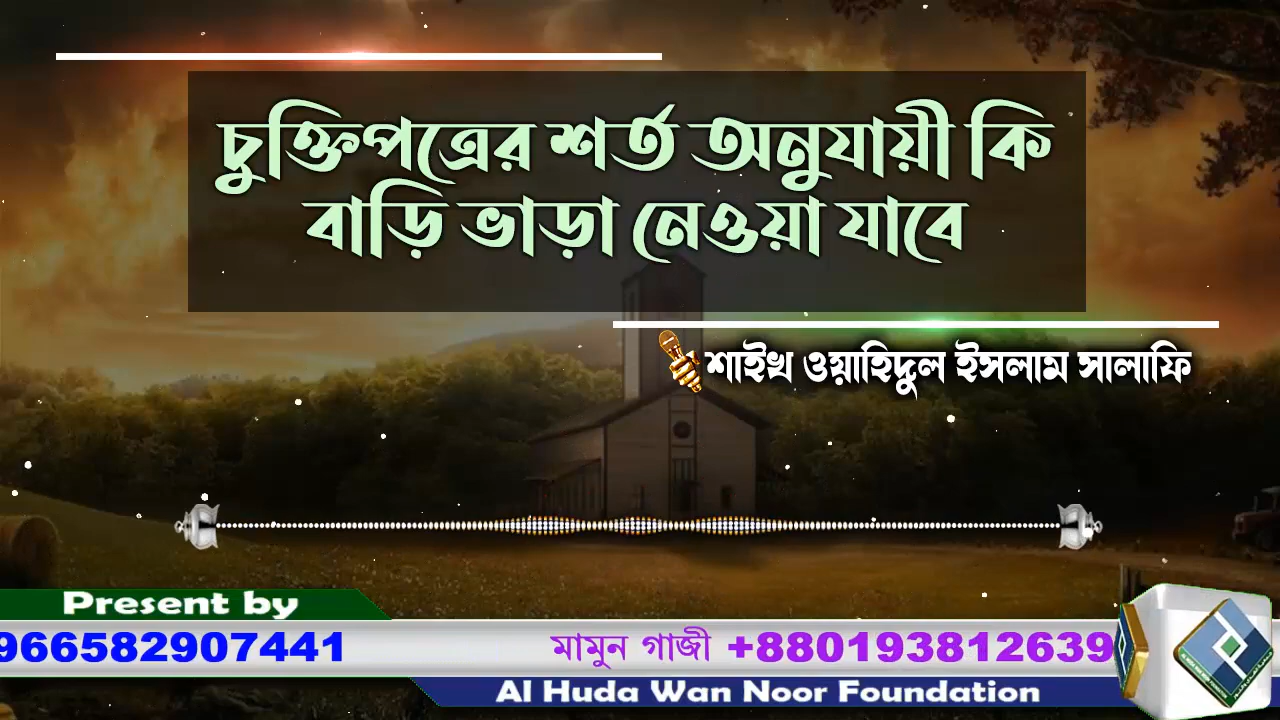 চুক্তিপত্রের শর্ত অনুযায়ী কি
বাড়ি ভাড়া নেওয়া যাবে
শাইখ ওয়াহিদুল ইসলাম সালাফি
Present by
966582907441 মামুন গাজী +880193812639
Al Huda Wan Noor Foundation